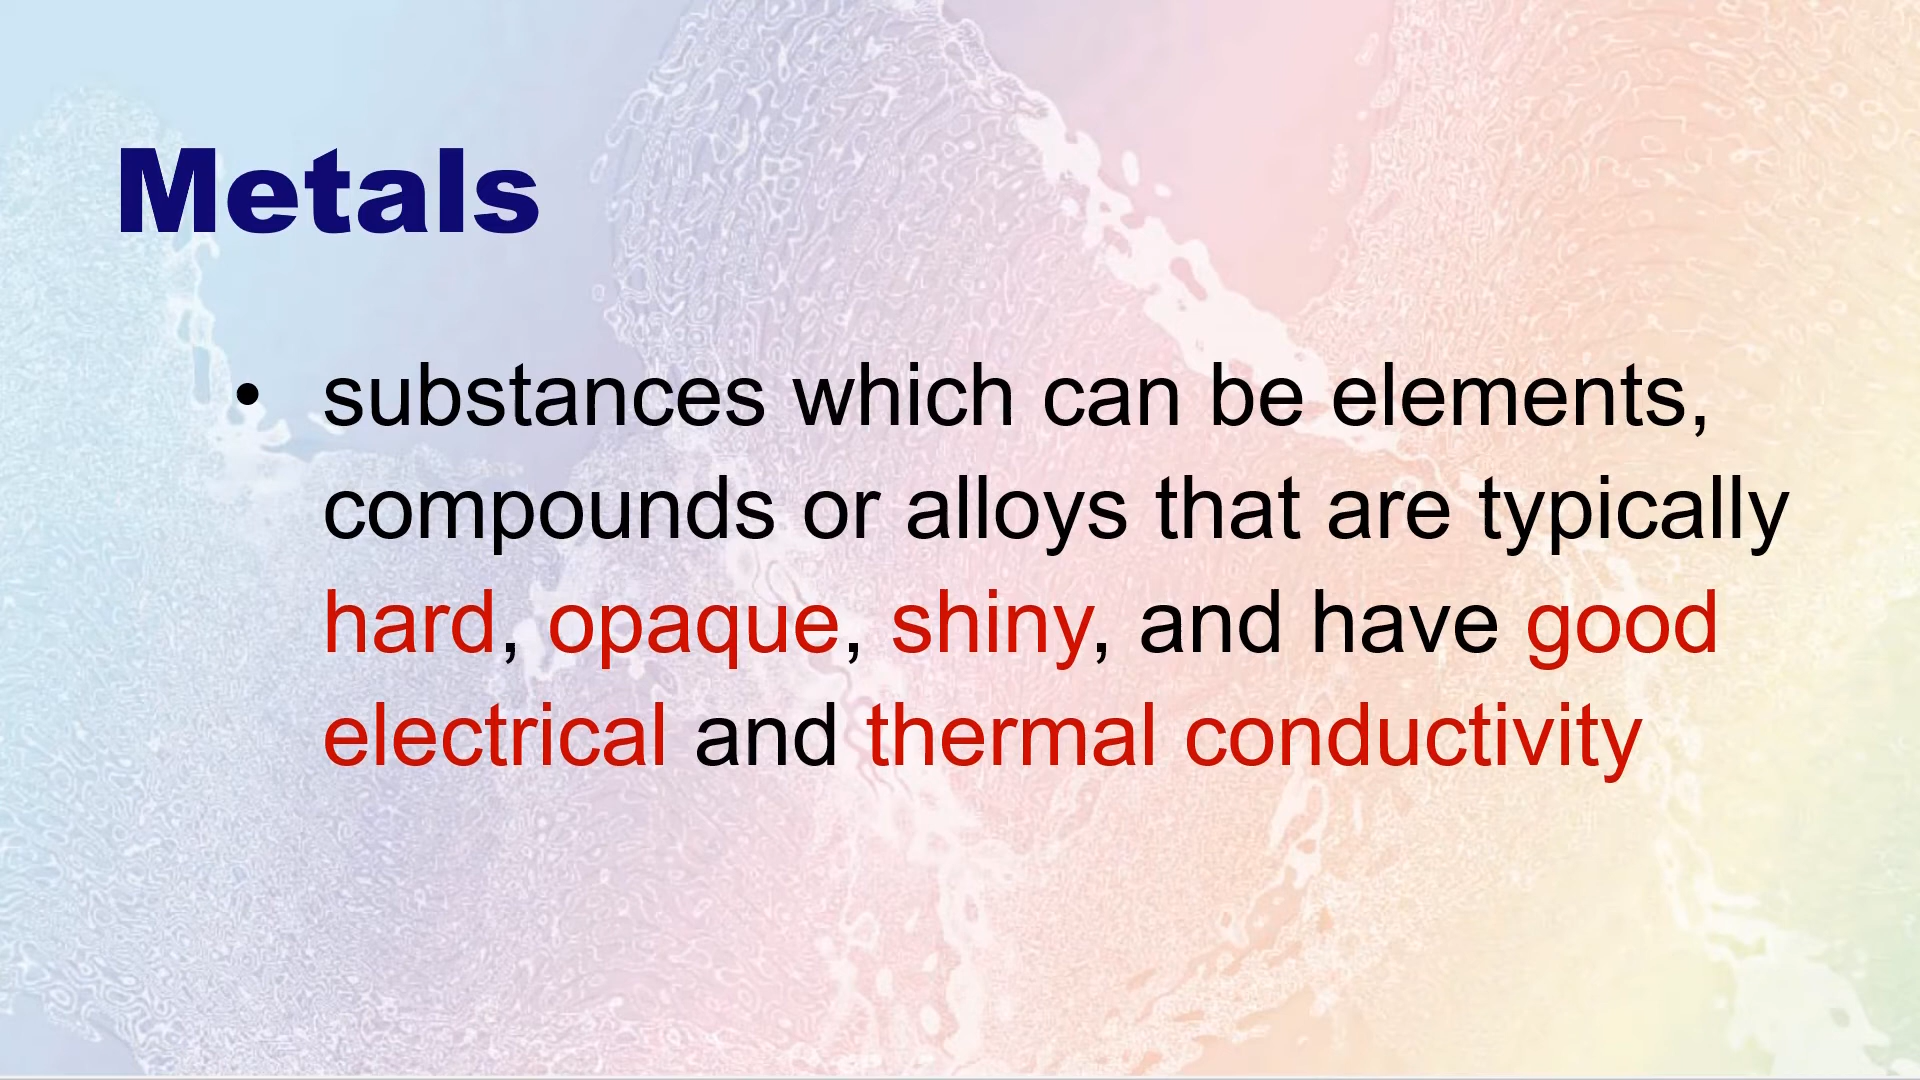 Metals
• substances which can be elements,
compounds or alloys that are typically
hard, opaque, shiny, and have good
electrical and thermal conductivity